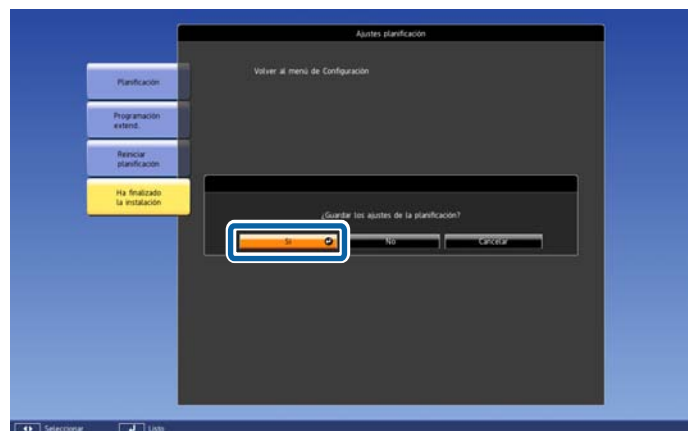 Ajustes planificación
Volver al menú de Configuración
Planificación
Programación
extend.
Reiniciar
planificación
Ha finalizado
la instalación
¿Guardar los ajustes de la planificación?
Sí
No
Cancelar
Seleccionar
Listo